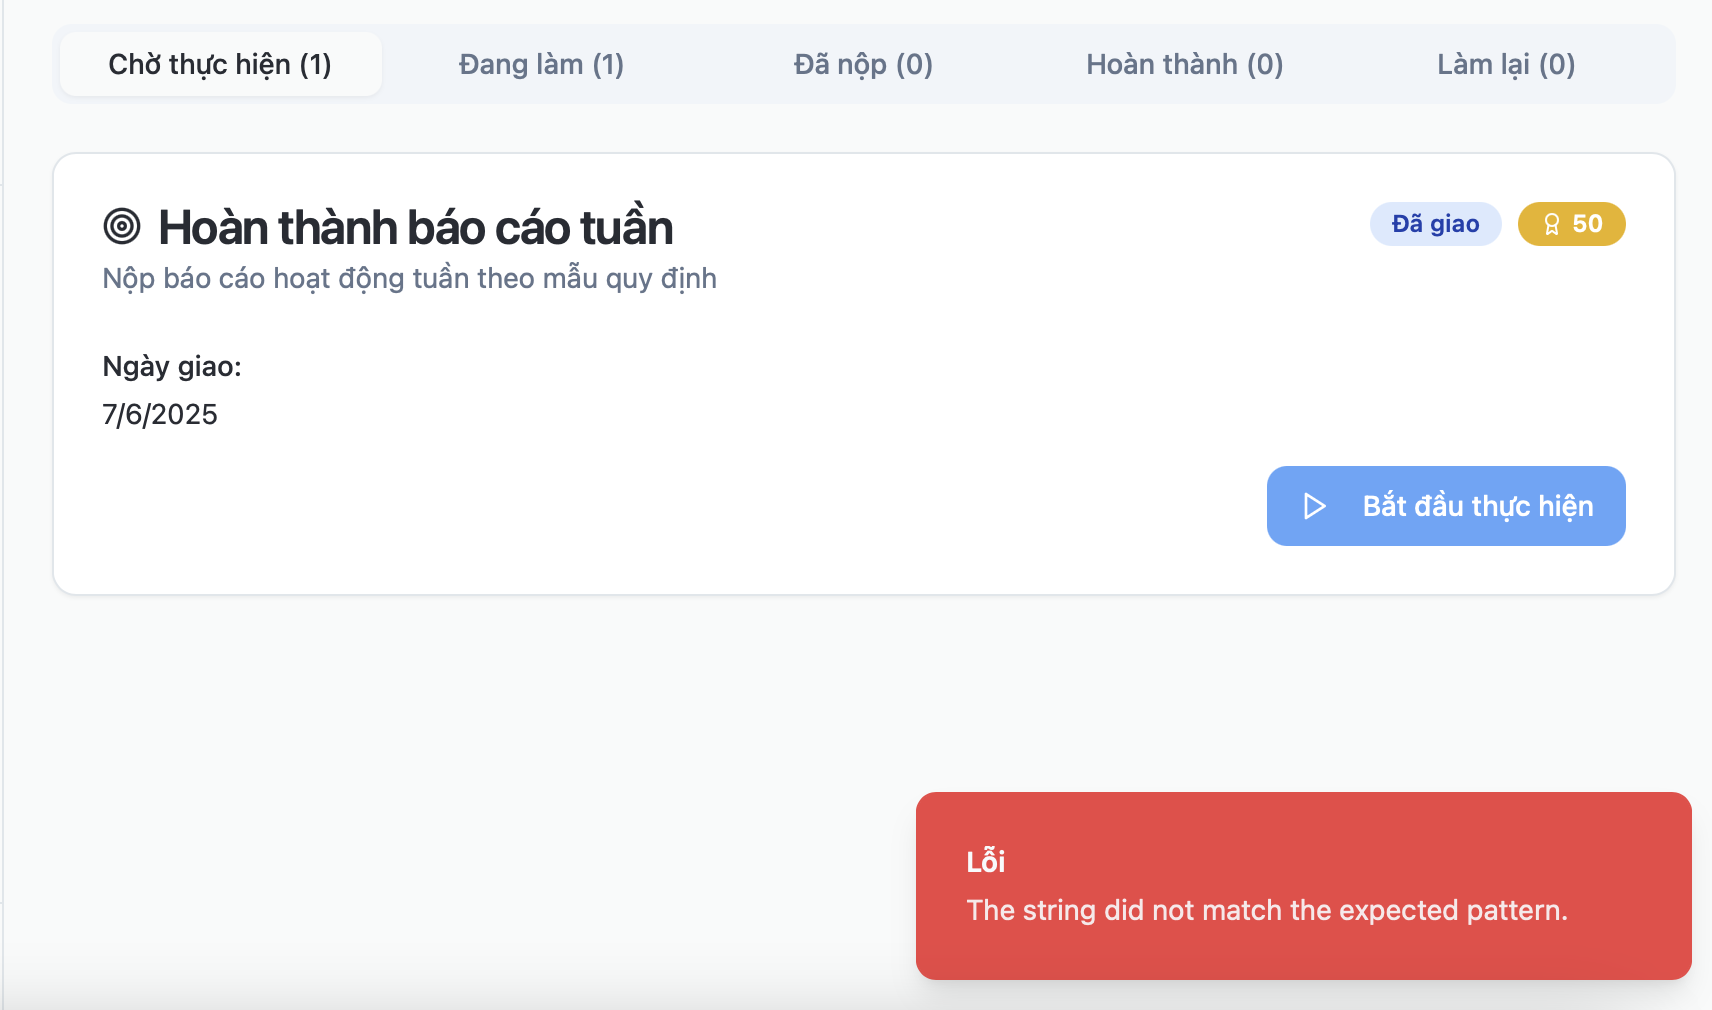 Chờ thực hiện (1) Đang làm (1) Đã nộp (0) Hoàn thành (0) Làm lại (0)
Hoàn thành báo cáo tuần
Đã giao 50
Nộp báo cáo hoạt động tuần theo mẫu quy định
Ngày giao:
7/6/2025
Bắt đầu thực hiện
Lỗi
The string did not match the expected pattern.